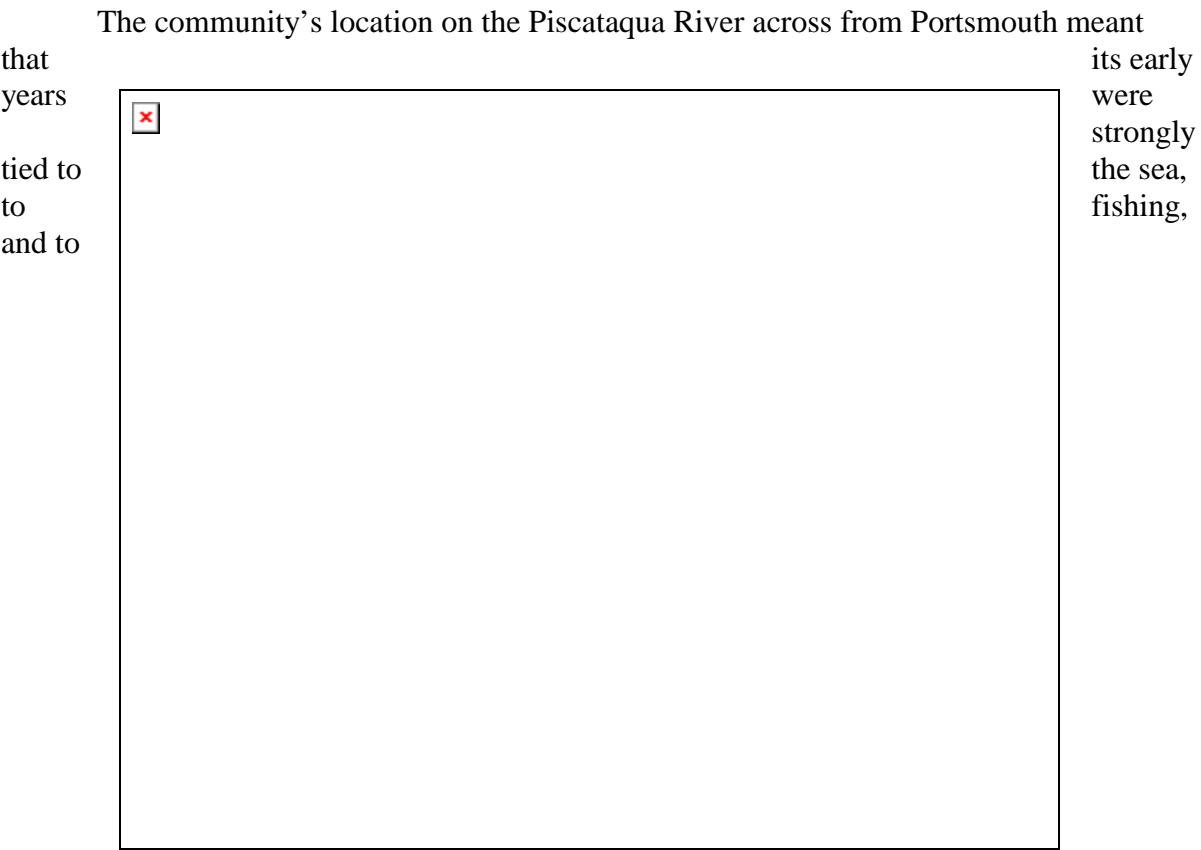 The community’s location on the Piscataqua River across from Portsmouth meant
that its early
years were
strongly
tied to the sea,
to fishing,
and to